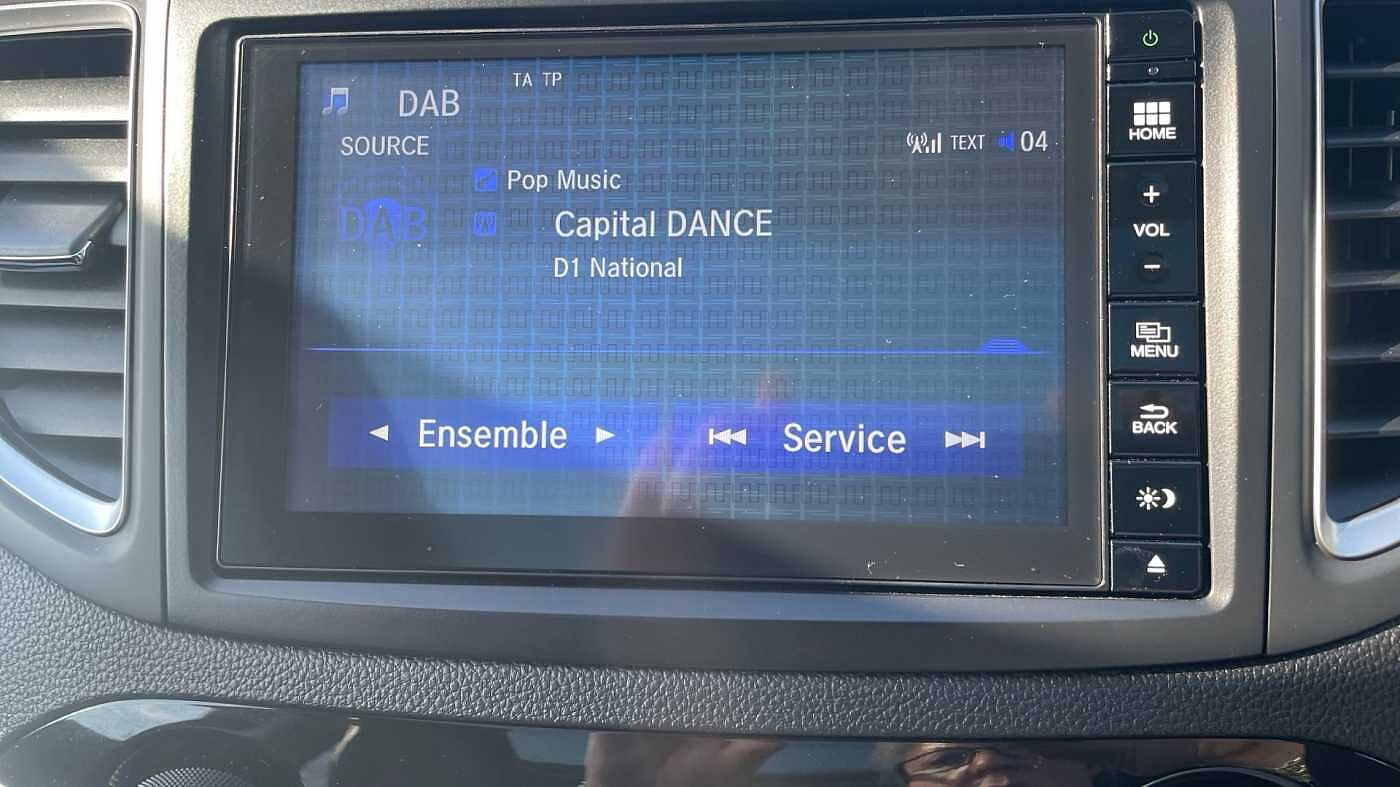 TA TP
DAB
SOURCE
TEXT 04
Pop Music
DAB
Capital DANCE
D1 National
Ensemble
Service
HOME
+
VOL
−
MENU
BACK